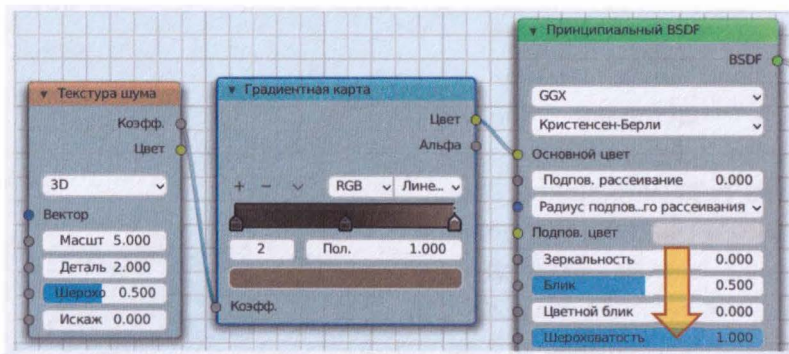 Текстура шума
Коэфф.
Цвет
3D
Вектор
Масшт 5.000
Деталь 2.000
Шерохо 0.500
Искаж 0.000
Градиентная карта
Цвет
Альфа
+ − RGB Лине...
2 Пол. 1.000
Коэфф.
Принципиальный BSDF
BSDF
GGX
Кристенсен-Берли
Основной цвет
Подпов. рассеивание 0.000
Радиус подпов...го рассеивания
Подпов. цвет
Зеркальность 0.000
Блик 0.500
Цветной блик 0.000
Шероховатость 1.000